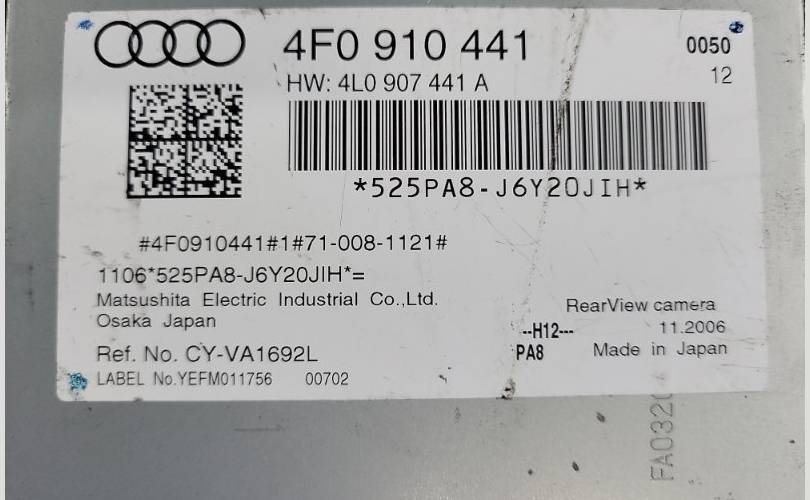 4F0 910 441
0050
HW: 4L0 907 441 A
12
*525PA8-J6Y20JIH*
#4F0910441#1#71-008-1121#
1106*525PA8-J6Y20JIH*=
Matsushita Electric Industrial Co.,Ltd.
Osaka Japan
RearView camera
--H12---
11.2006
Ref. No. CY-VA1692L
PA8
Made in Japan
LABEL No.YEFM011756 00702